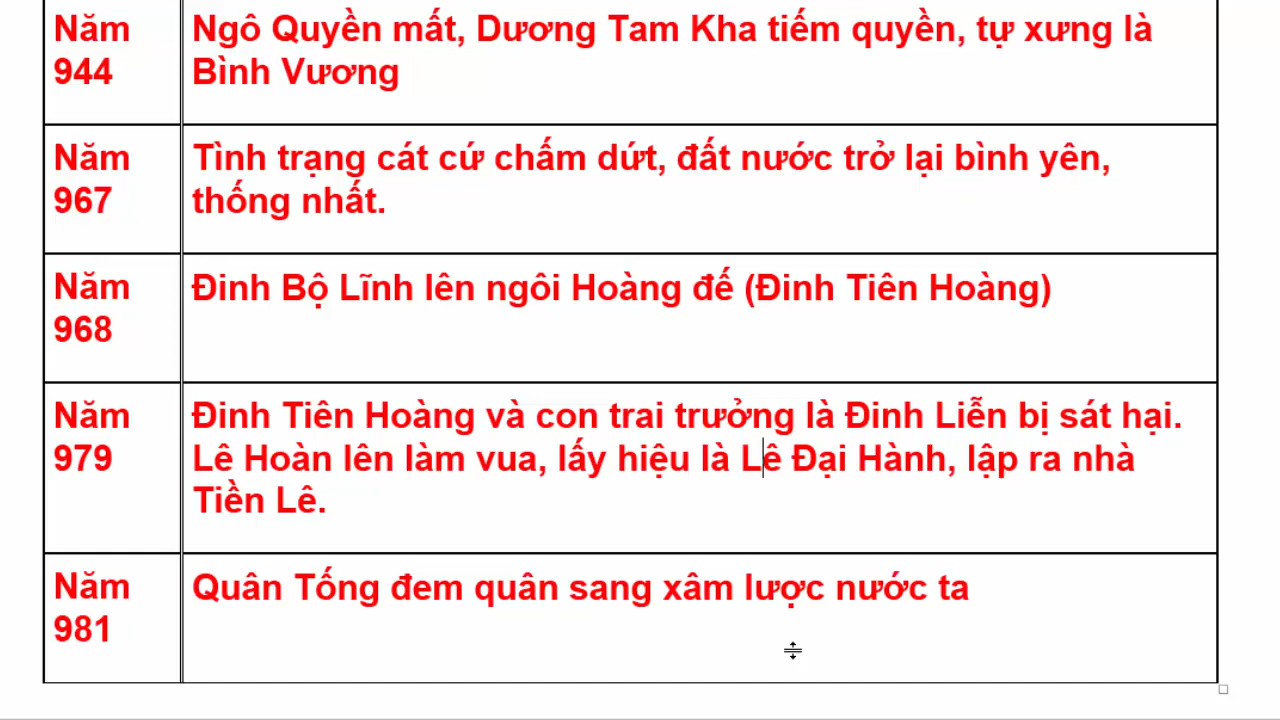 Năm
944
Ngô Quyền mất, Dương Tam Kha tiếm quyền, tự xưng là
Bình Vương
Năm
967
Tình trạng cát cứ chấm dứt, đất nước trở lại bình yên,
thống nhất.
Năm
968
Đinh Bộ Lĩnh lên ngôi Hoàng đế (Đinh Tiên Hoàng)
Năm
979
Đinh Tiên Hoàng và con trai trưởng là Đinh Liễn bị sát hại.
Lê Hoàn lên làm vua, lấy hiệu là Lê Đại Hành, lập ra nhà
Tiền Lê.
Năm
981
Quân Tống đem quân sang xâm lược nước ta